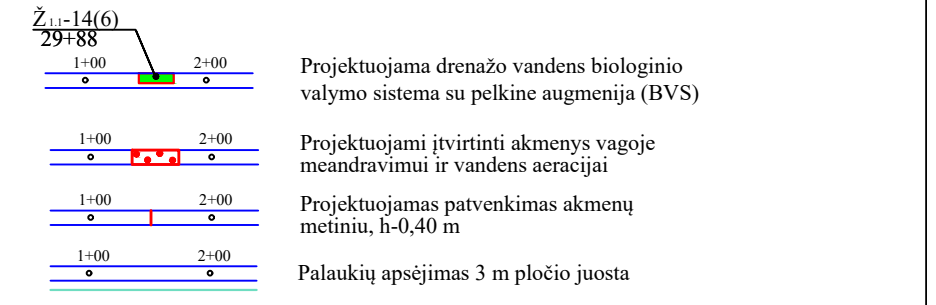 Ž1.1-14(6)
29+88
1+00 2+00
Projektuojama drenažo vandens biologinio
valymo sistema su pelkine augmenija (BVS)
1+00 2+00
Projektuojami įtvirtinti akmenys vagoje
meandravimui ir vandens aeracijai
1+00 2+00
Projektuojamas patvenkimas akmenų
metiniu, h-0,40 m
1+00 2+00
Palaukių apsėjimas 3 m pločio juosta